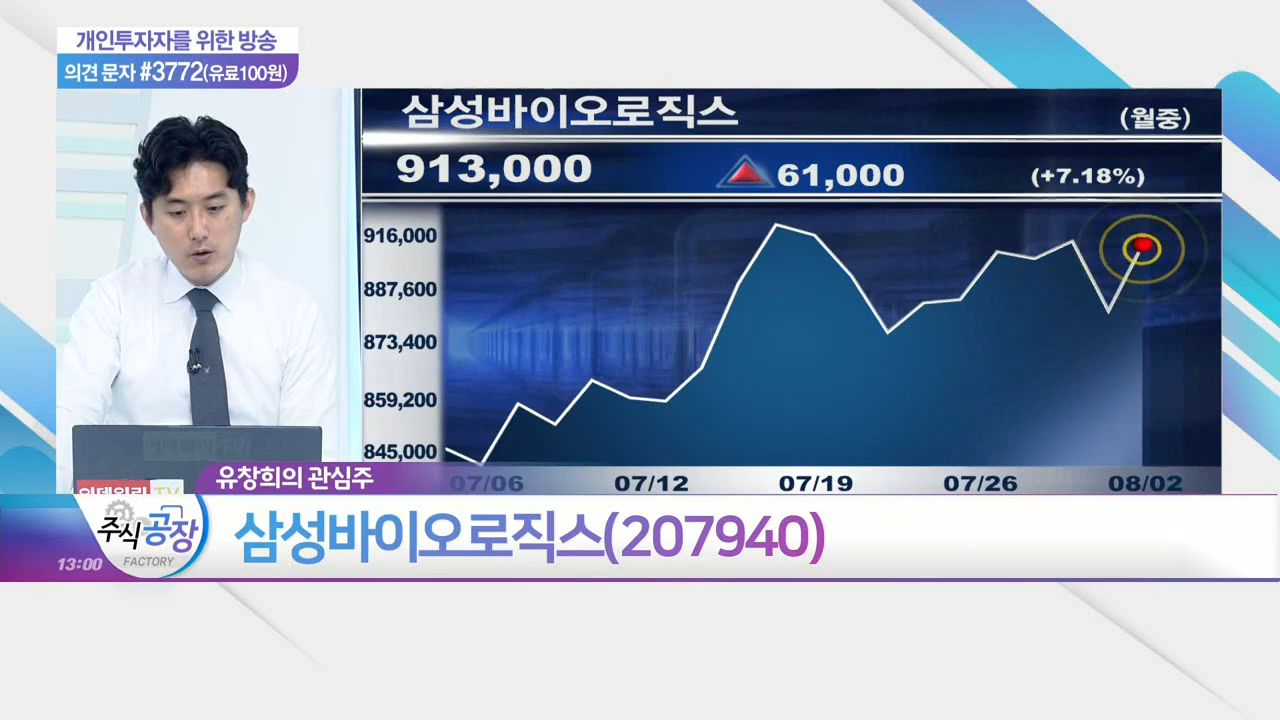 개인투자자를 위한 방송
의견 문자 #3772(유료100원)
삼성바이오로직스
(월중)
913,000
61,000
(+7.18%)
916,000
887,600
873,400
859,200
845,000
07/06
07/12
07/19
07/26
08/02
유창희의 관심주
TV
주식공장
FACTORY
13:00
삼성바이오로직스(207940)